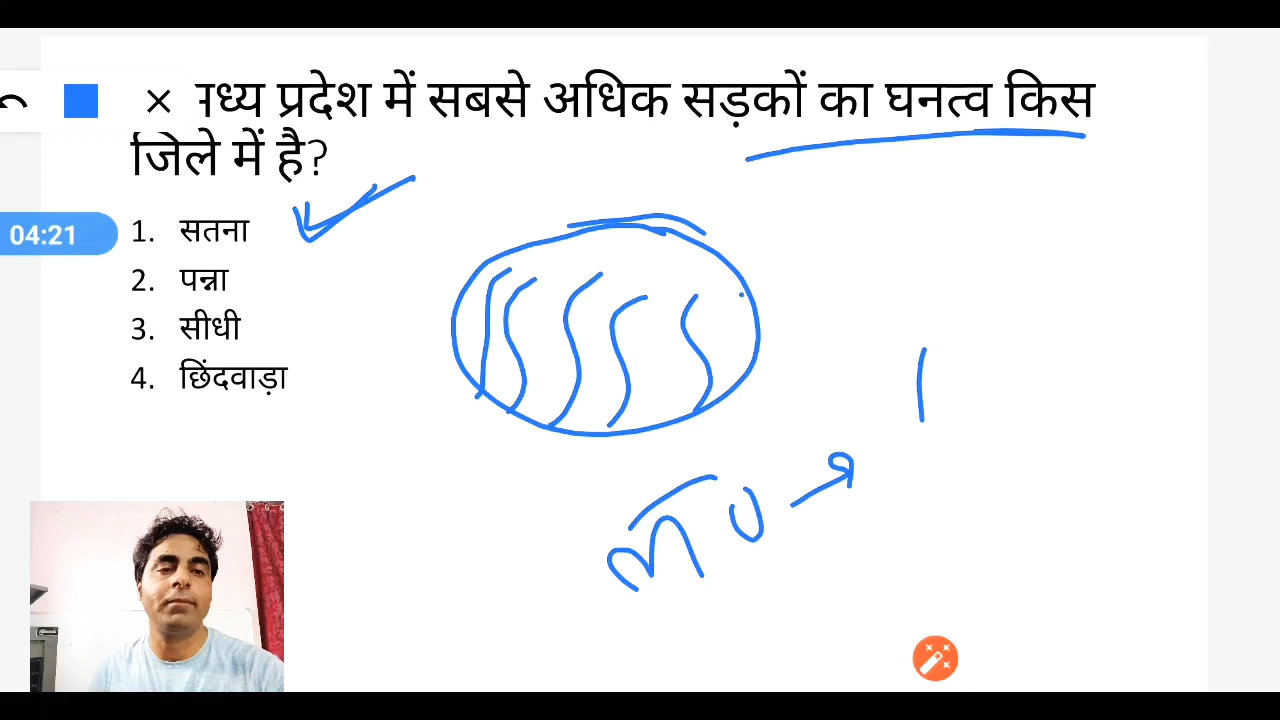 मध्य प्रदेश में सबसे अधिक सड़कों का घनत्व किस
जिले में है?
04:21
1. सतना
2. पन्ना
3. सीधी
4. छिंदवाड़ा